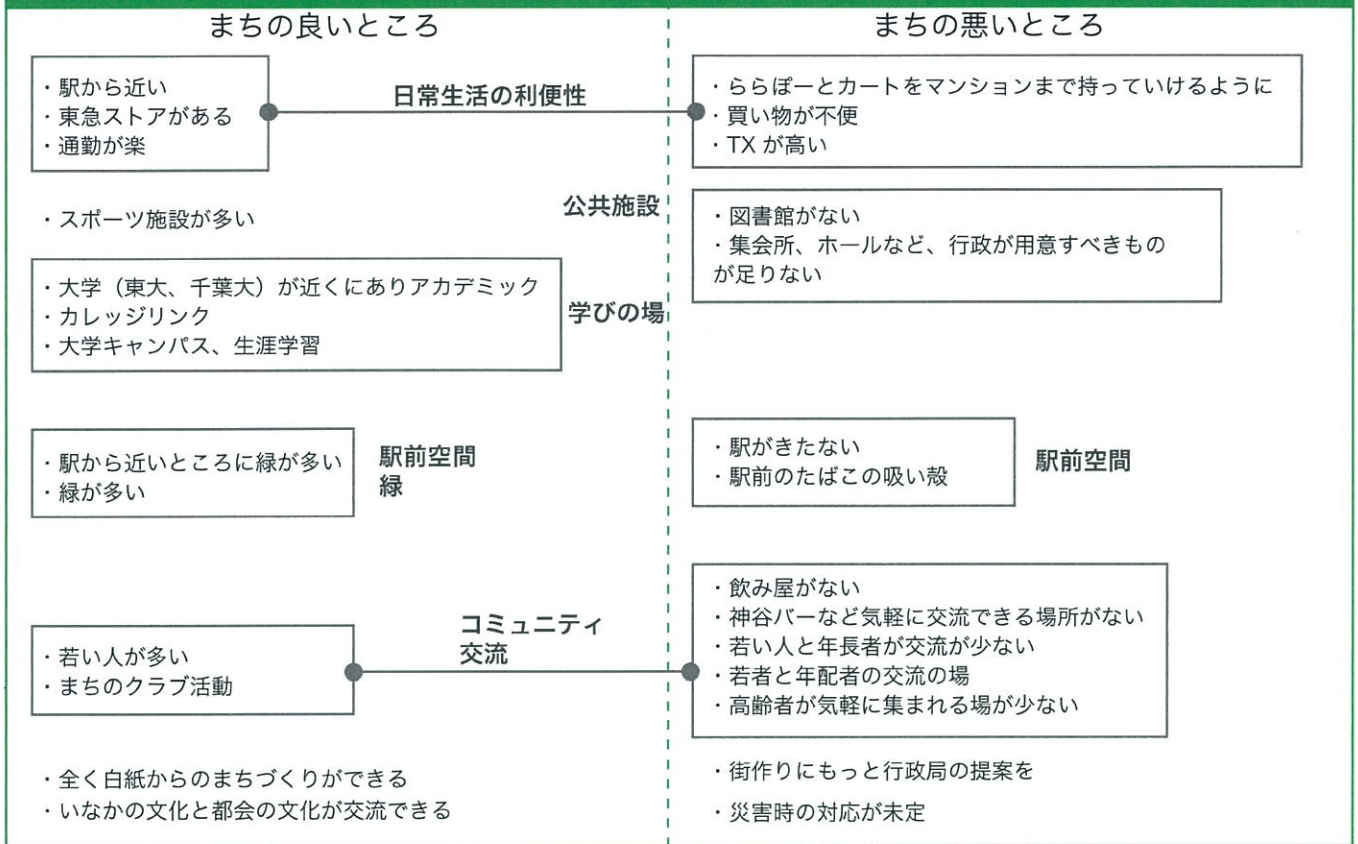 まちの良いところ
まちの悪いところ
・駅から近い
・東急ストアがある
・通勤が楽
日常生活の利便性
・ららぽーとカートをマンションまで持っていけるように
・買い物が不便
・TX が高い
・スポーツ施設が多い
公共施設
・図書館がない
・集会所、ホールなど、行政が用意すべきもの
が足りない
・大学（東大、千葉大）が近くにありアカデミック
・カレッジリンク
・大学キャンパス、生涯学習
学びの場
・駅から近いところに緑が多い
・緑が多い
駅前空間
緑
・駅がきたない
・駅前のたばこの吸い殻
駅前空間
・若い人が多い
・まちのクラブ活動
コミュニティ
交流
・飲み屋がない
・神谷バーなど気軽に交流できる場所がない
・若い人と年長者が交流が少ない
・若者と年配者の交流の場
・高齢者が気軽に集まれる場が少ない
・全く白紙からのまちづくりができる
・いなかの文化と都会の文化が交流できる
・街作りにもっと行政局の提案を
・災害時の対応が未定